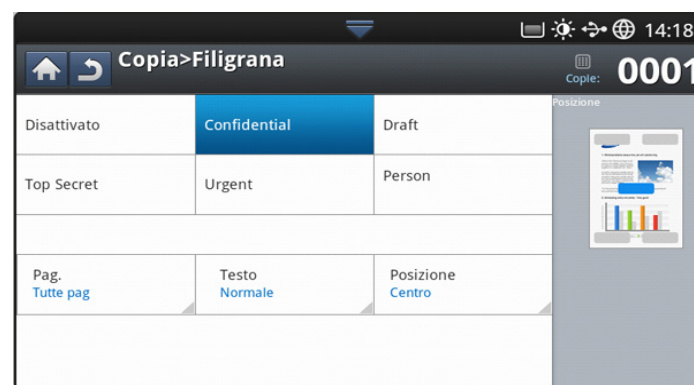 14:18
Copia>Filigrana
Copie: 0001
Disattivato
Confidential
Draft
Posizione
Top Secret
Urgent
Person
Pag.
Tutte pag
Testo
Normale
Posizione
Centro